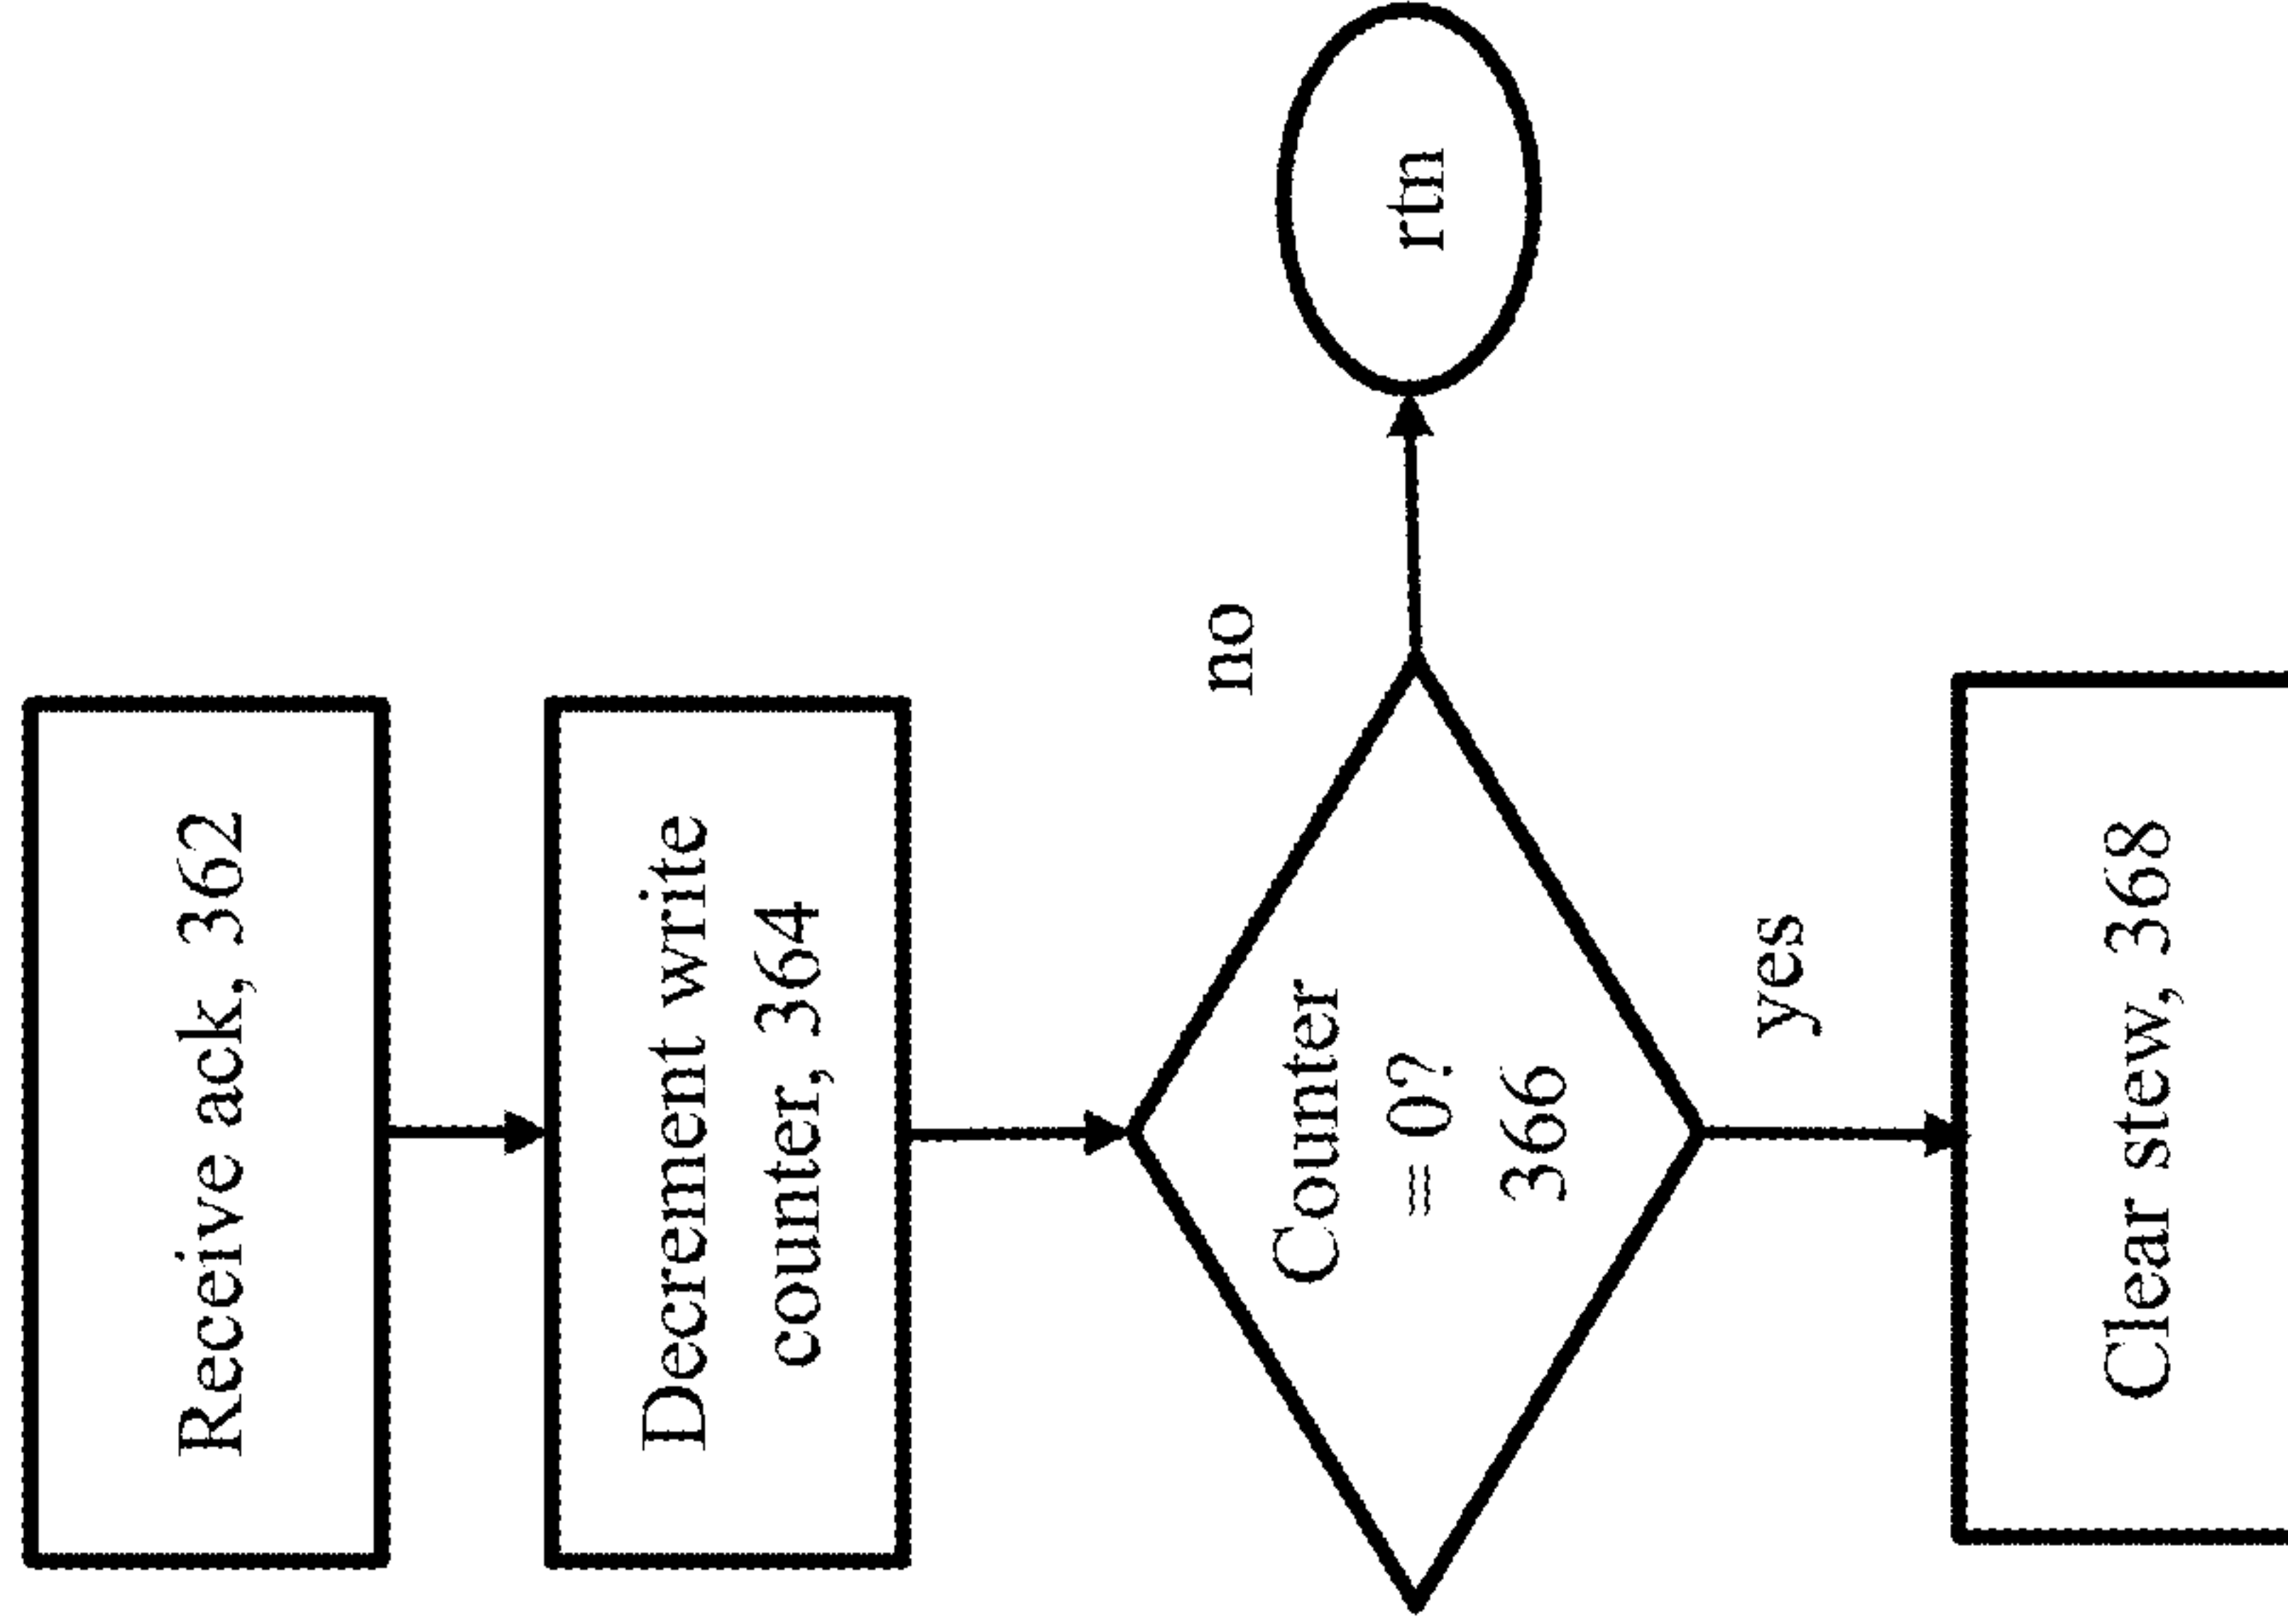 Receive ack, 362
Decrement write
counter, 364
Counter
== 0?
366
no
rtn
yes
Clear stew, 368